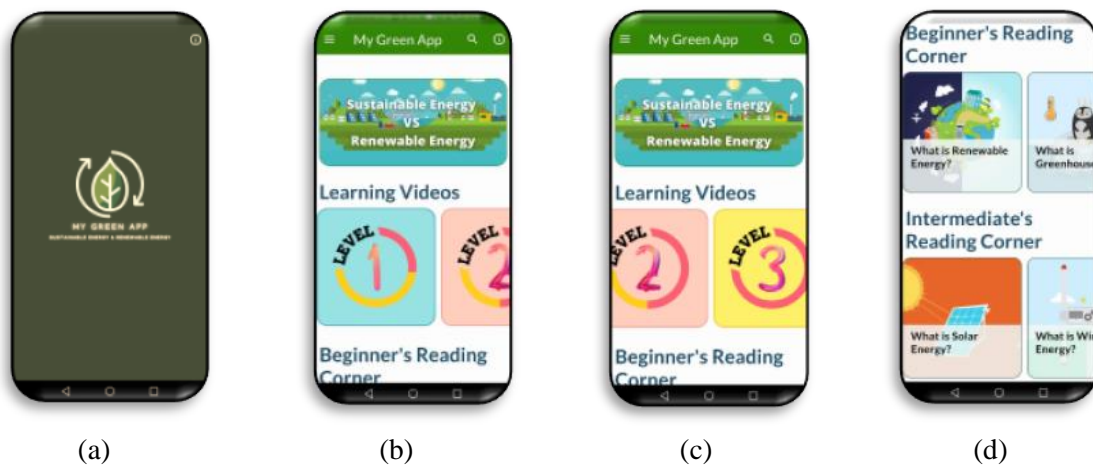 MY GREEN APP
SUSTAINABLE ENERGY & RENEWABLE ENERGY
(a)
My Green App
Sustainable Energy
VS
Renewable Energy
Learning Videos
LEVEL
1
LEVEL
2
Beginner's Reading
Corner
(b)
My Green App
Sustainable Energy
VS
Renewable Energy
Learning Videos
LEVEL
2
LEVEL
3
Beginner's Reading
Corner
(c)
Beginner's Reading
Corner
What is Renewable
Energy?
What is
Greenhouse
Intermediate's
Reading Corner
What is Solar
Energy?
What is Wi
Energy?
(d)